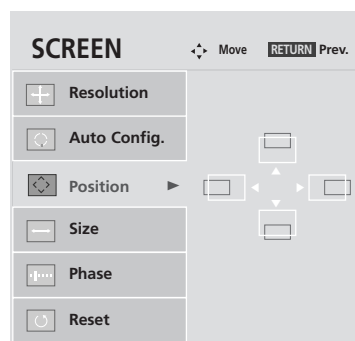 SCREEN Move RETURN Prev.
Resolution
Auto Config.
Position
Size
Phase
Reset